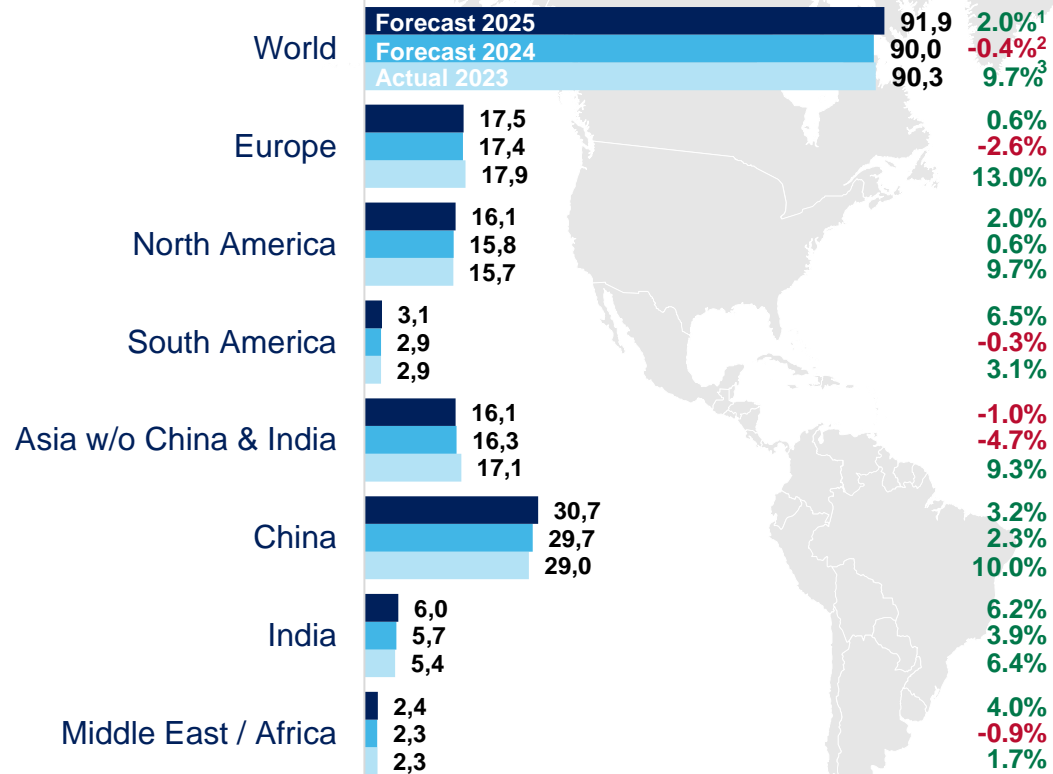 World
Forecast 2025 91,9 2.0%1
Forecast 2024 90,0 -0.4%2
Actual 2023 90,3 9.7%3
Europe
17,5 0.6%
17,4 -2.6%
17,9 13.0%
North America
16,1 2.0%
15,8 0.6%
15,7 9.7%
South America
3,1 6.5%
2,9 -0.3%
2,9 3.1%
Asia w/o China & India
16,1 -1.0%
16,3 -4.7%
17,1 9.3%
China
30,7 3.2%
29,7 2.3%
29,0 10.0%
India
6,0 6.2%
5,7 3.9%
5,4 6.4%
Middle East / Africa
2,4 4.0%
2,3 -0.9%
2,3 1.7%